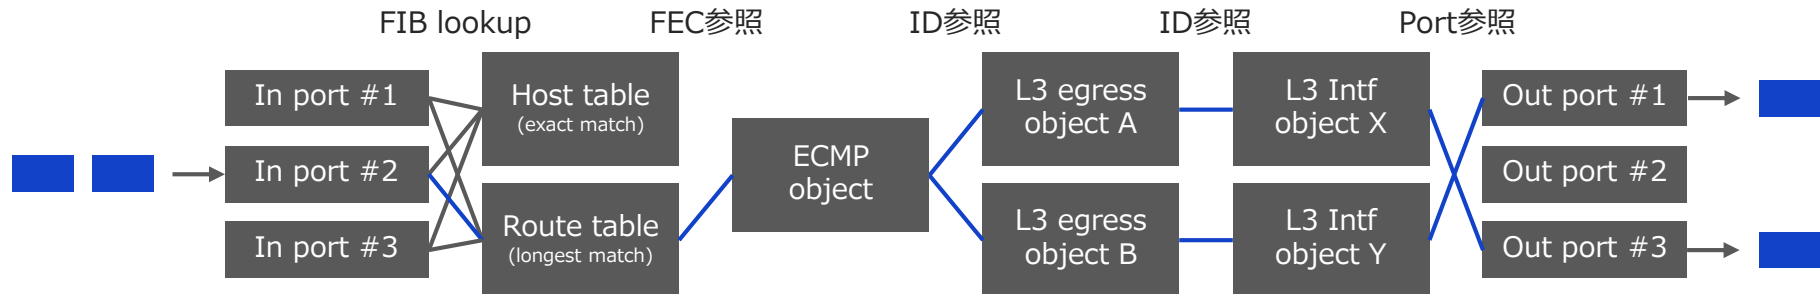 FIB lookup
FEC参照
ID参照
ID参照
Port参照
In port #1
In port #2
In port #3
Host table
(exact match)
Route table
(longest match)
ECMP
object
L3 egress
object A
L3 egress
object B
L3 Intf
object X
L3 Intf
object Y
Out port #1
Out port #2
Out port #3